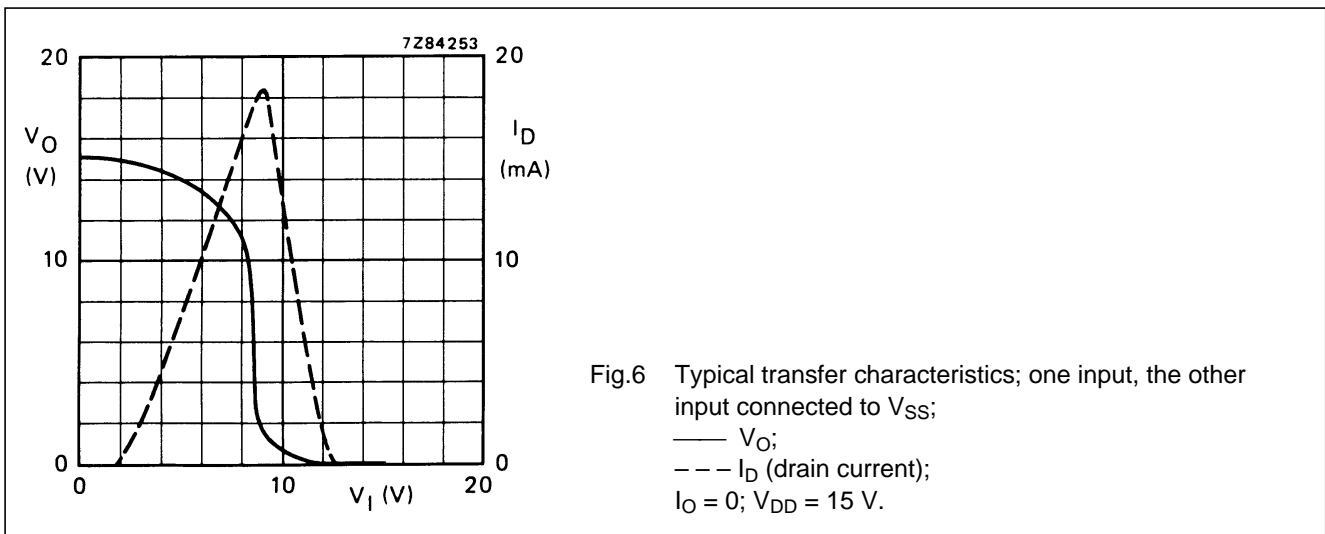 7Z84253
20
20
V_O
(V)
I_D
(mA)
10
10
0
0
0
10
20
V_I (V)
Fig.6 Typical transfer characteristics; one input, the other
input connected to V_SS;
—— V_O;
– – – I_D (drain current);
I_O = 0; V_DD = 15 V.